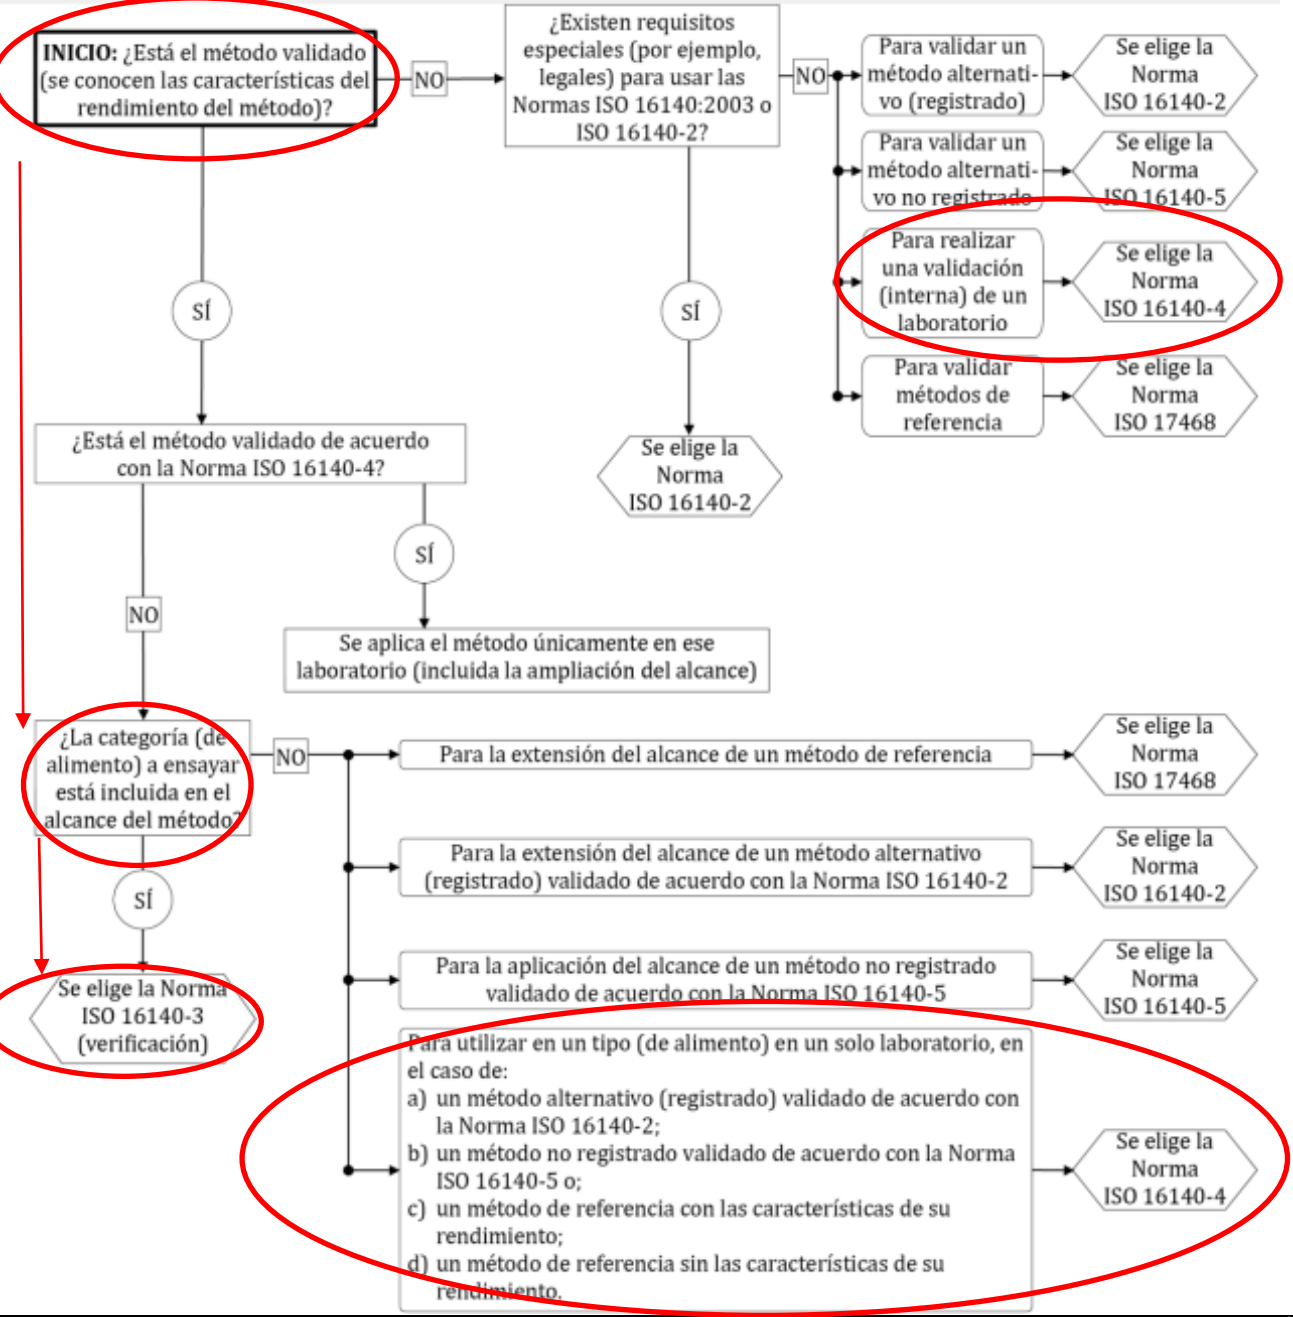 INICIO: ¿Está el método validado
(se conocen las características del
rendimiento del método)?
NO
¿Existen requisitos
especiales (por ejemplo,
legales) para usar las
Normas ISO 16140:2003 o
ISO 16140-2?
NO
Para validar un
método alternati-
vo (registrado)
Se elige la
Norma
ISO 16140-2
Para validar un
método alternati-
vo no registrado
Se elige la
Norma
ISO 16140-5
Para realizar
una validación
(interna) de un
laboratorio
Se elige la
Norma
ISO 16140-4
Para validar
métodos de
referencia
Se elige la
Norma
ISO 17468
SÍ
SÍ
Se elige la
Norma
ISO 16140-2
¿Está el método validado de acuerdo
con la Norma ISO 16140-4?
SÍ
NO
Se aplica el método únicamente en ese
laboratorio (incluida la ampliación del alcance)
¿La categoría (de
alimento) a ensayar
está incluida en el
alcance del método?
NO
Para la extensión del alcance de un método de referencia
Se elige la
Norma
ISO 17468
Para la extensión del alcance de un método alternativo
(registrado) validado de acuerdo con la Norma ISO 16140-2
Se elige la
Norma
ISO 16140-2
SÍ
Para la aplicación del alcance de un método no registrado
validado de acuerdo con la Norma ISO 16140-5
Se elige la
Norma
ISO 16140-5
Se elige la Norma
ISO 16140-3
(verificación)
Para utilizar en un tipo (de alimento) en un solo laboratorio, en
el caso de:
a) un método alternativo (registrado) validado de acuerdo con
la Norma ISO 16140-2;
b) un método no registrado validado de acuerdo con la Norma
ISO 16140-5 o;
c) un método de referencia con las características de su
rendimiento;
d) un método de referencia sin las características de su
rendimiento.
Se elige la
Norma
ISO 16140-4